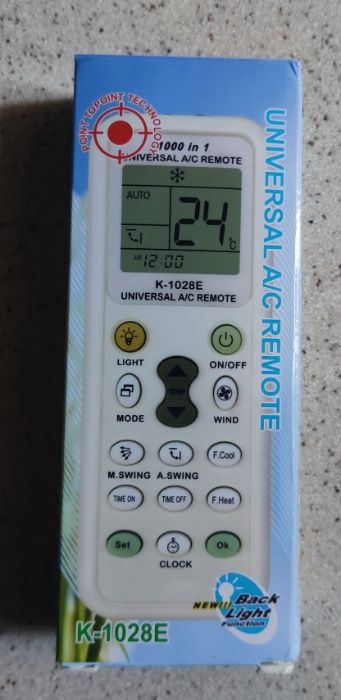 POINT TOPOINT TECHNOLOGY
1000 in 1
UNIVERSAL A/C REMOTE
UNIVERSAL A/C REMOTE
AUTO
24 °C
AM 12:00
K-1028E
UNIVERSAL A/C REMOTE
LIGHT
ON/OFF
TEMP
MODE
WIND
F.Cool
M.SWING A.SWING
TIME ON
TIME OFF
F.Heat
Set
Ok
CLOCK
NEW!!! Back
Light
Function
K-1028E